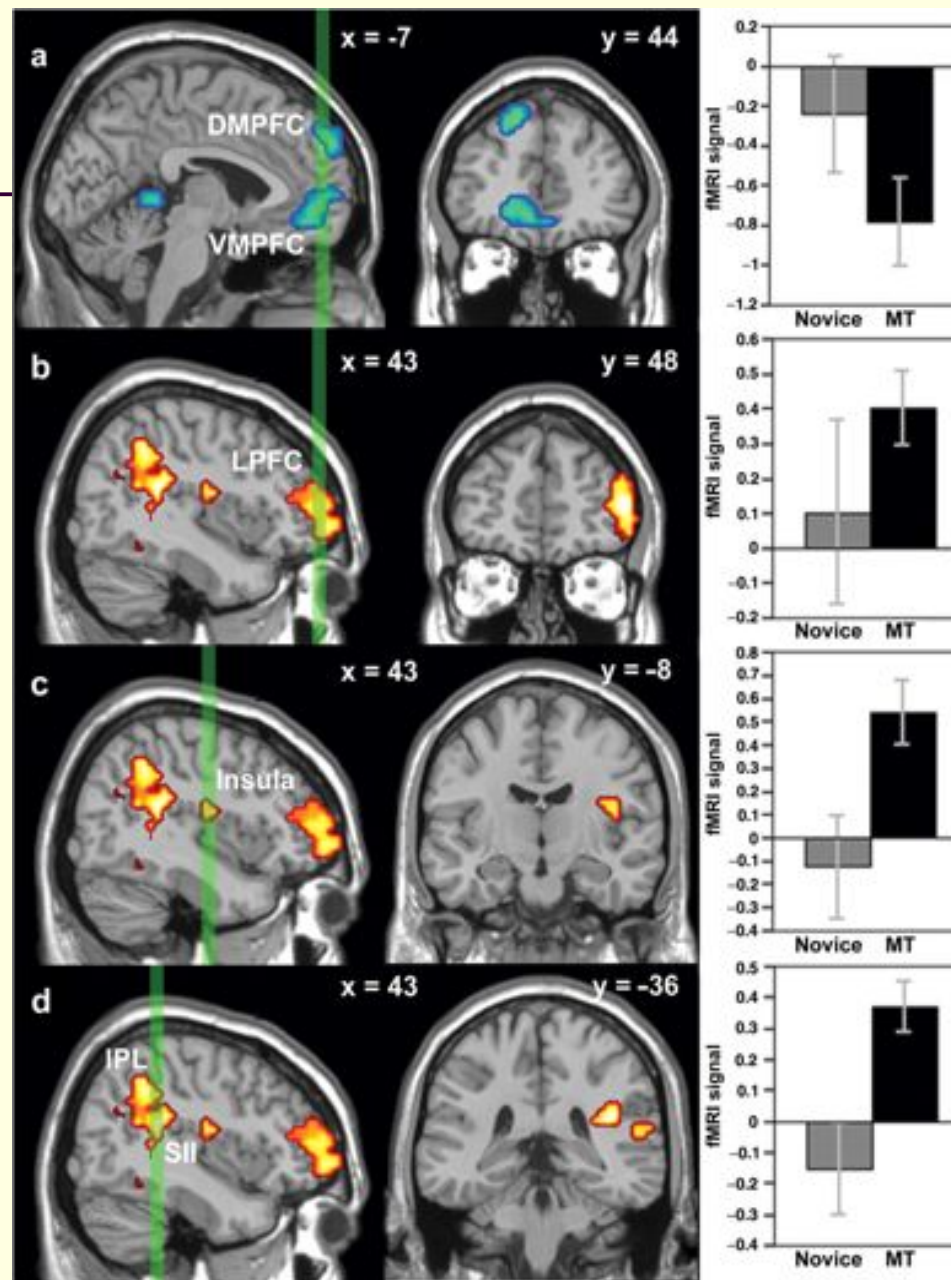 a
x = -7
y = 44
DMPFC
VMPFC
fMRI signal
0.2
0
−0.2
−0.4
−0.6
−0.8
−1
−1.2
Novice MT
b
x = 43
y = 48
LPFC
fMRI signal
0.6
0.5
0.4
0.3
0.2
0.1
0
−0.1
−0.2
Novice MT
c
x = 43
y = −8
Insula
fMRI signal
0.8
0.7
0.6
0.5
0.4
0.3
0.2
0.1
0
−0.1
−0.2
−0.3
−0.4
Novice MT
d
x = 43
y = −36
IPL
SII
fMRI signal
0.5
0.4
0.3
0.2
0.1
0
−0.1
−0.2
−0.3
−0.4
Novice MT